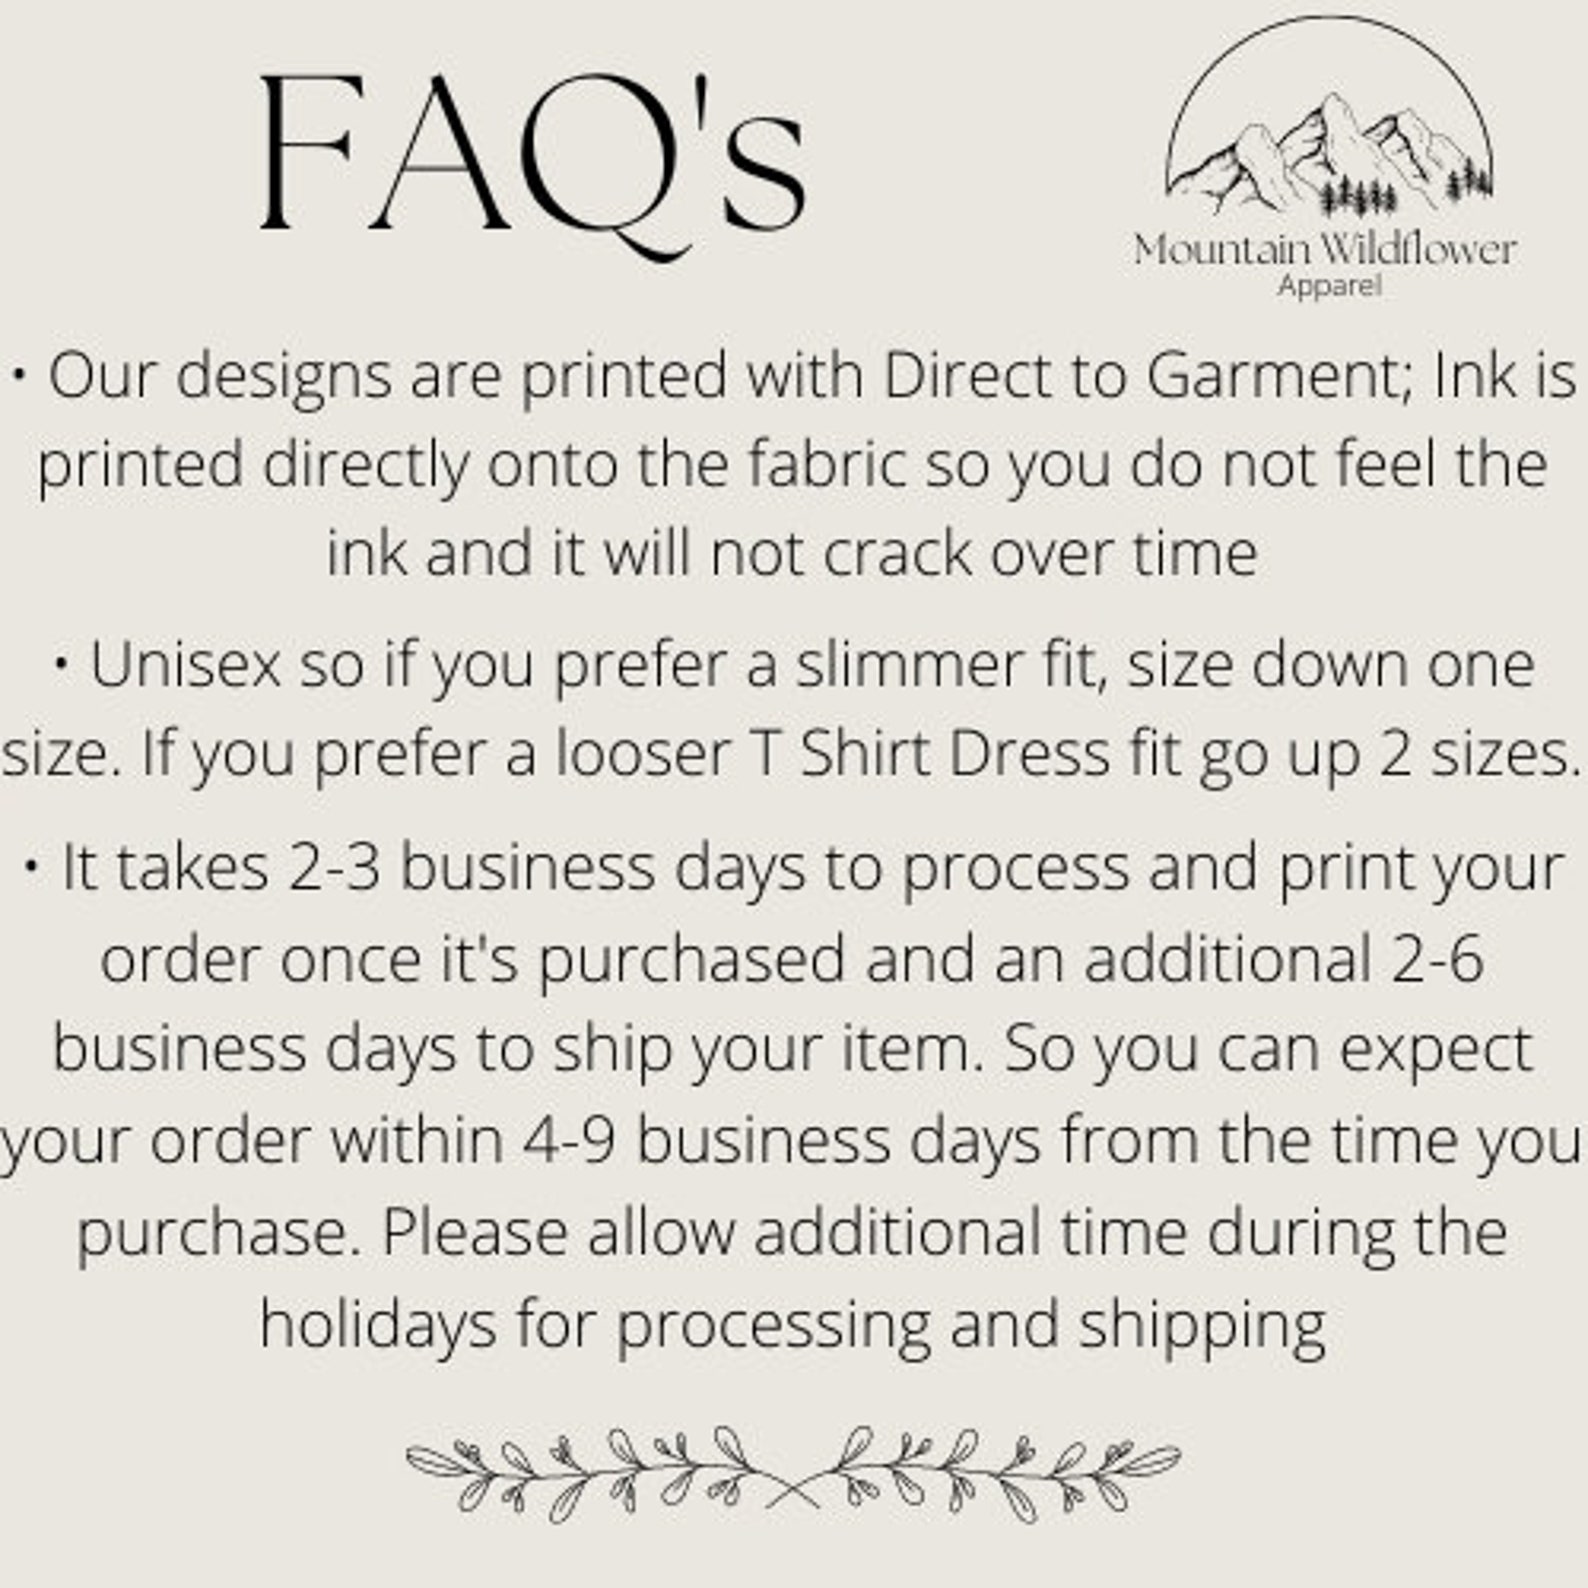 FAQ's
Mountain Wildflower
Apparel
• Our designs are printed with Direct to Garment; Ink is
printed directly onto the fabric so you do not feel the
ink and it will not crack over time
• Unisex so if you prefer a slimmer fit, size down one
size. If you prefer a looser T Shirt Dress fit go up 2 sizes.
• It takes 2-3 business days to process and print your
order once it's purchased and an additional 2-6
business days to ship your item. So you can expect
your order within 4-9 business days from the time you
purchase. Please allow additional time during the
holidays for processing and shipping